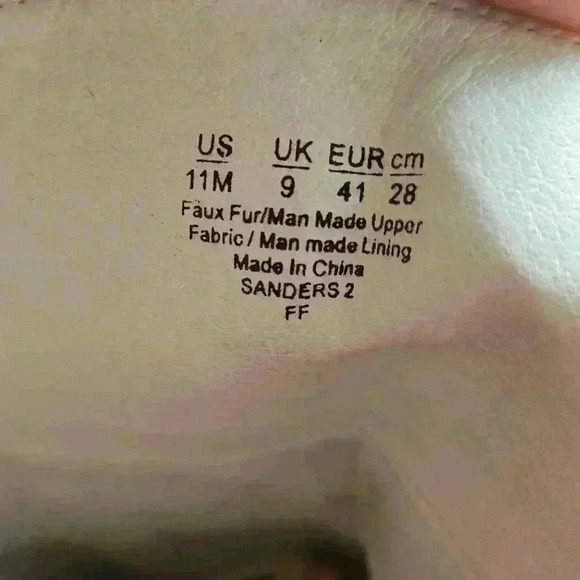 US UK EUR cm
11M 9 41 28
Faux Fur/Man Made Upper
Fabric / Man made Lining
Made In China
SANDERS 2
FF